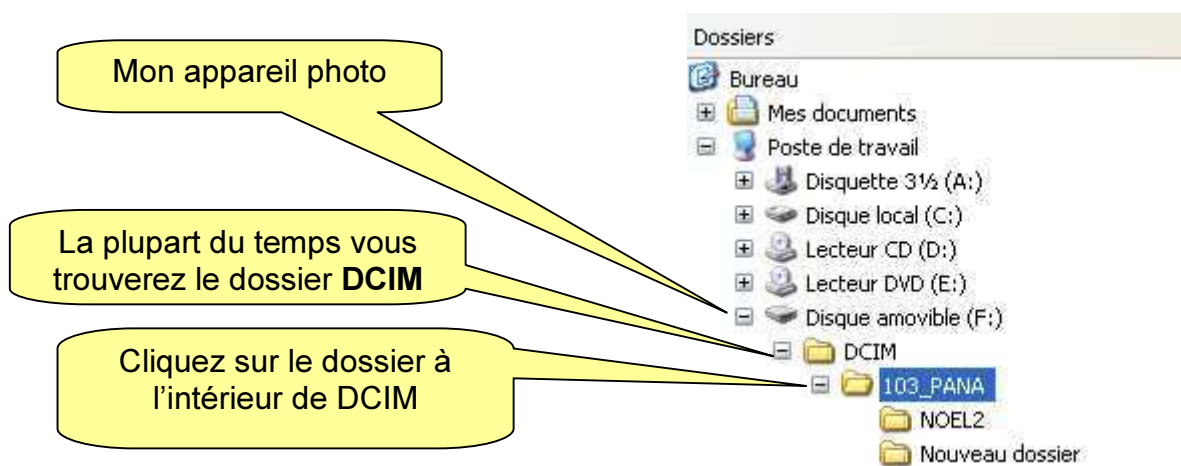 Mon appareil photo
La plupart du temps vous
trouverez le dossier DCIM
Cliquez sur le dossier à
l’intérieur de DCIM
Dossiers
Bureau
Mes documents
Poste de travail
Disquette 3½ (A:)
Disque local (C:)
Lecteur CD (D:)
Lecteur DVD (E:)
Disque amovible (F:)
DCIM
103_PANA
NOEL2
Nouveau dossier